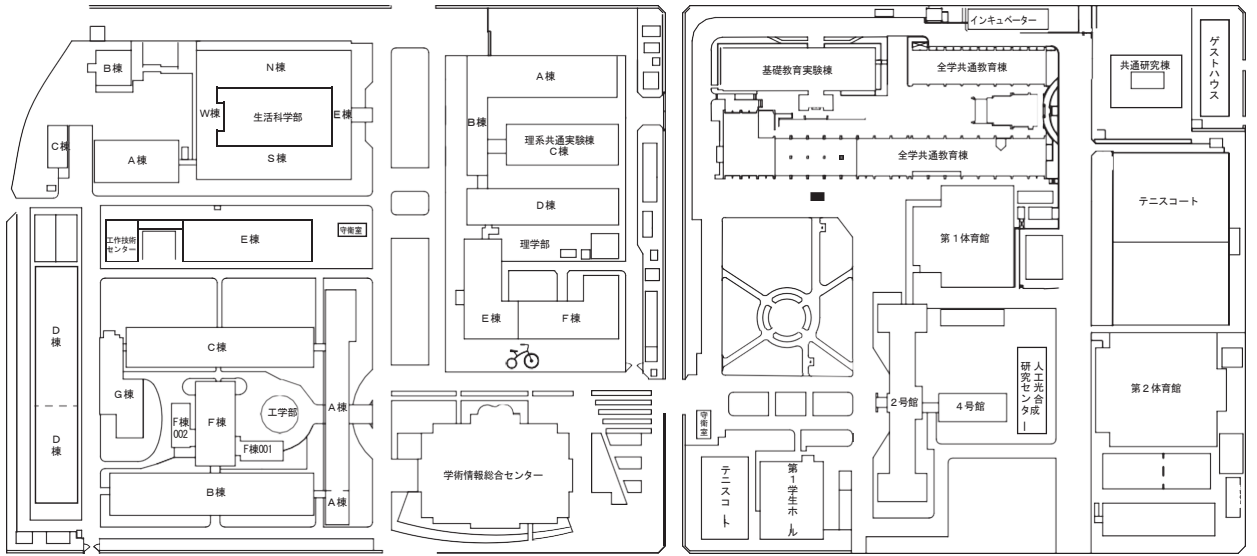 B棟
N棟
W棟
生活科学部
E棟
C棟
A棟
S棟
工作技術
センター
E棟
守衛室
D棟
D棟
C棟
G棟
F棟
002
F棟
工学部
A棟
F棟001
B棟
A棟
A棟
B棟
理系共通実験棟
C棟
D棟
理学部
E棟
F棟
学術情報総合センター
インキュベーター
基礎教育実験棟
全学共通教育棟
全学共通教育棟
共通研究棟
ゲストハウス
テニスコート
第1体育館
2号館
4号館
人工光合成
研究センター
第2体育館
守衛室
テニスコート
第1学生ホール